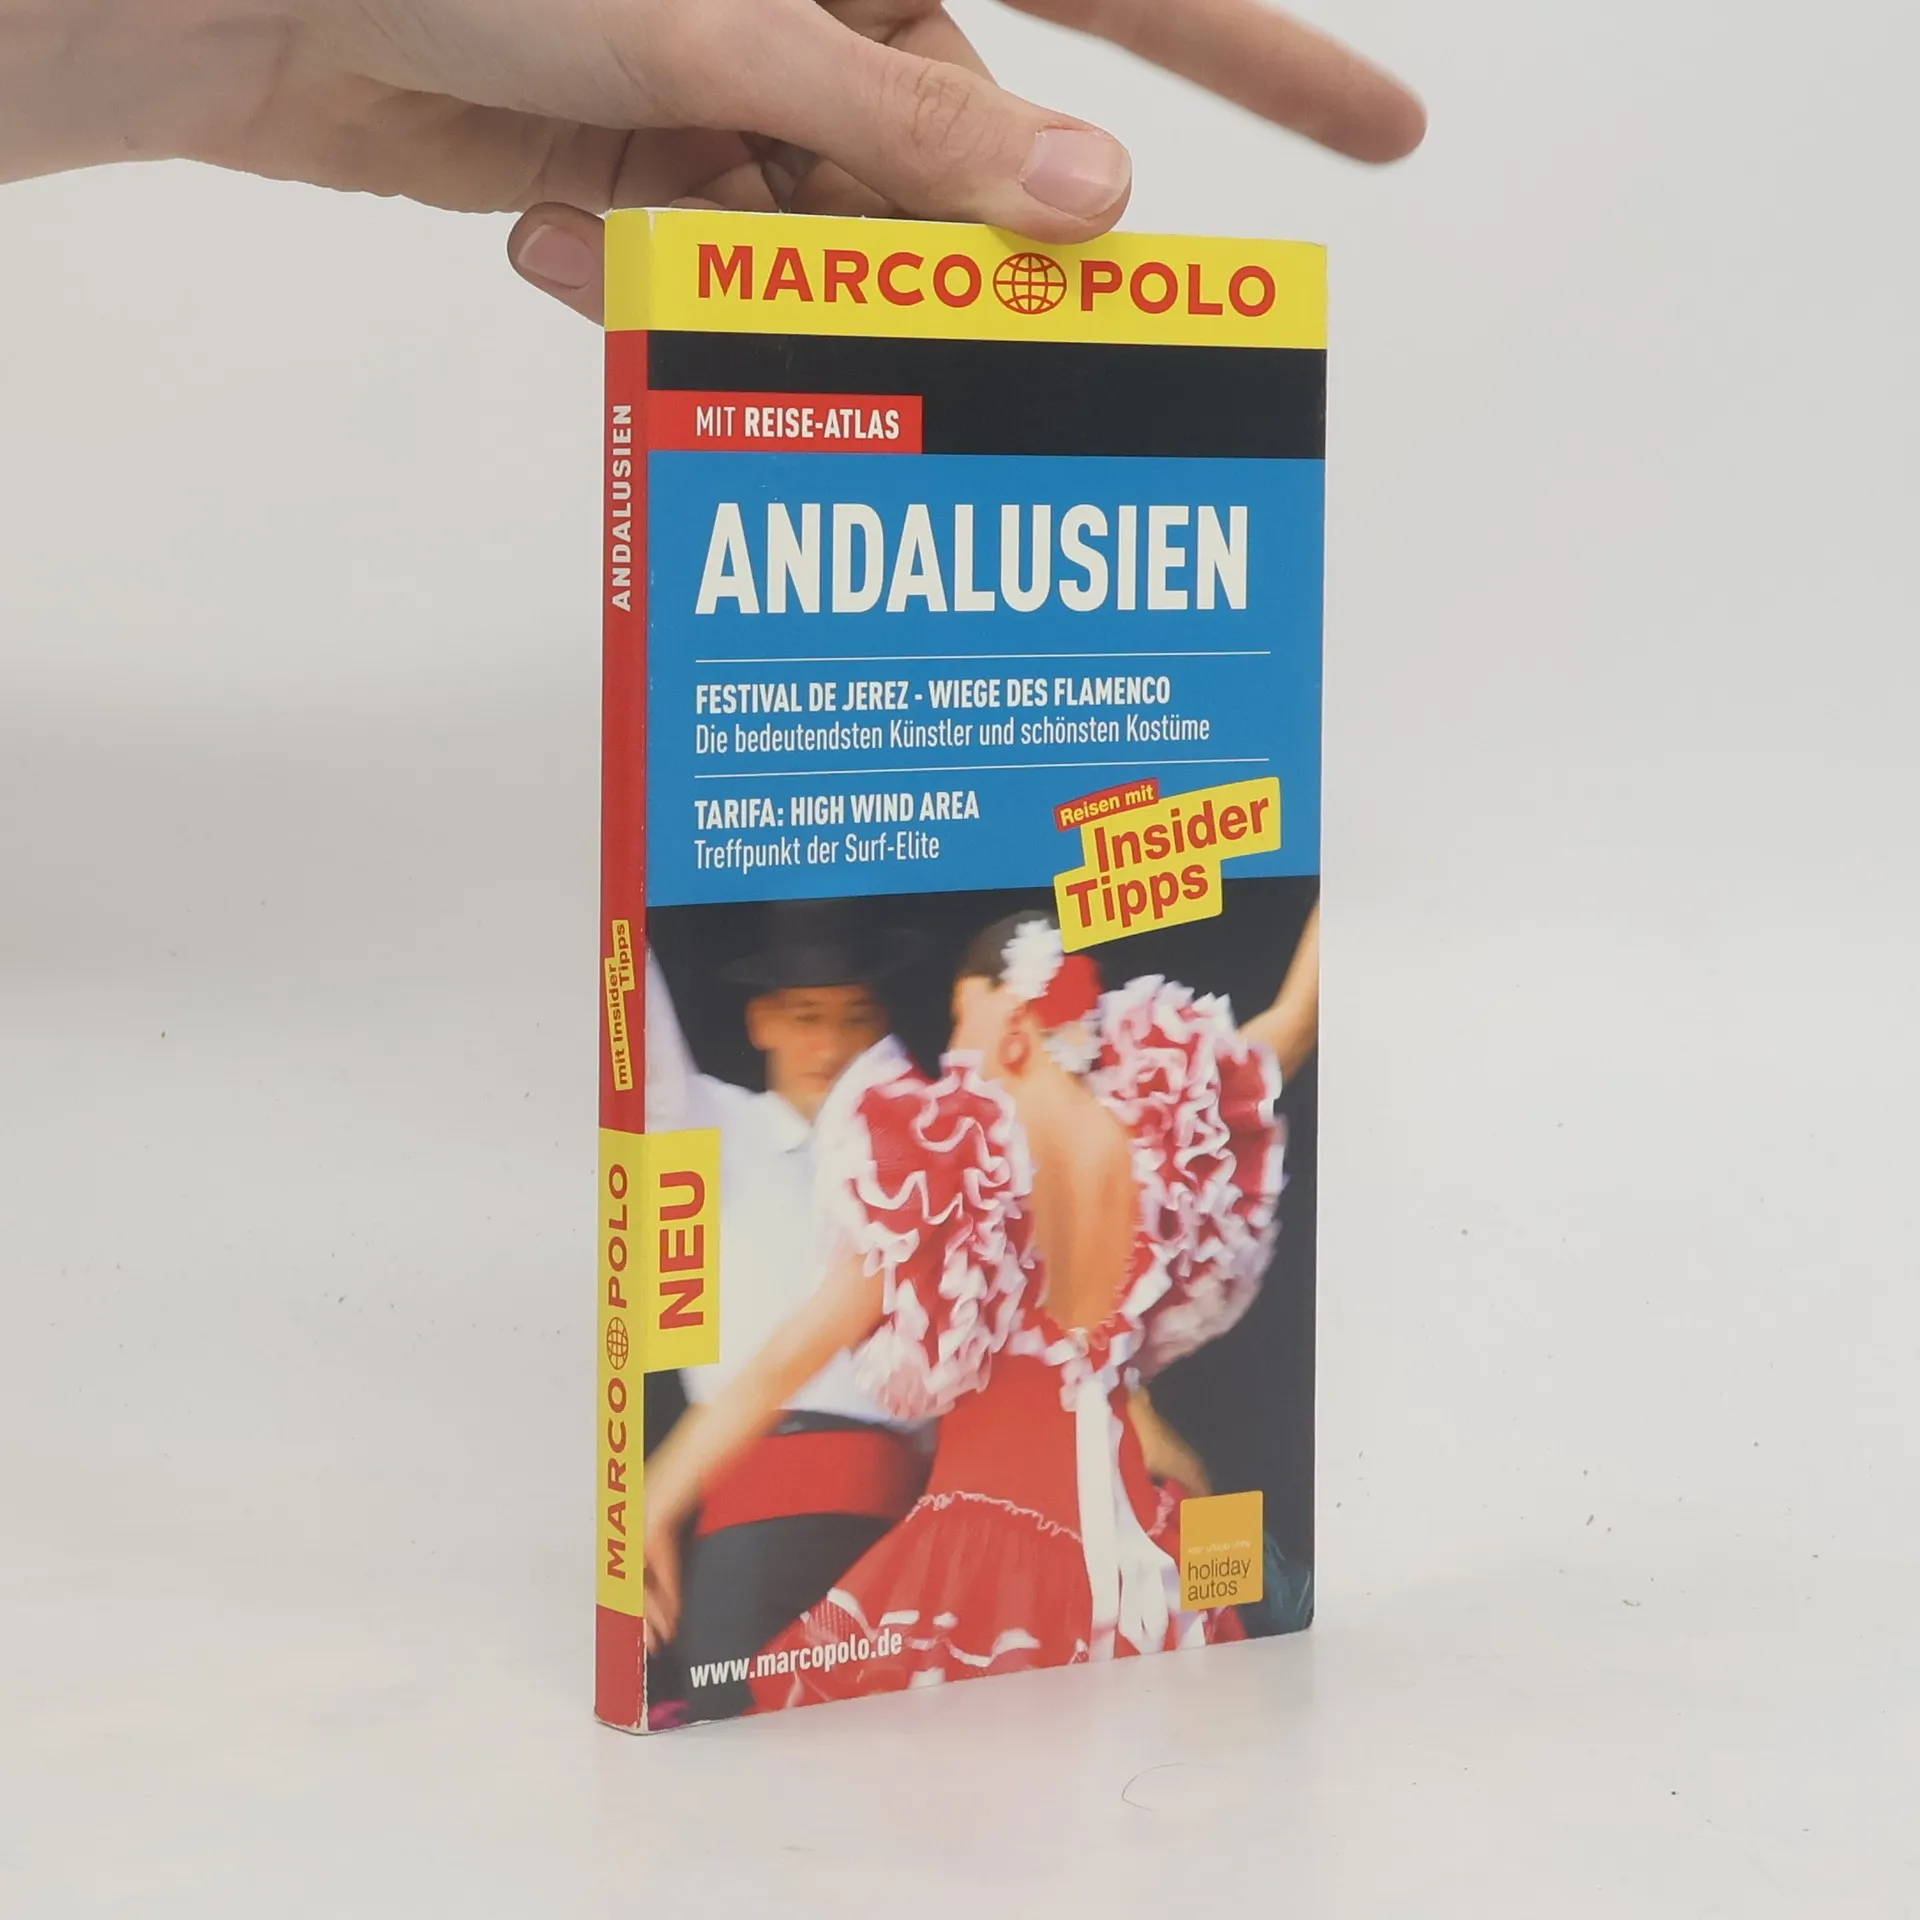 MARCO POLO
MIT REISE-ATLAS
ANDALUSIEN
FESTIVAL DE JEREZ - WIEGE DES FLAMENCO
Die bedeutendsten Künstler und schönsten Kostüme
TARIFA: HIGH WIND AREA
Treffpunkt der Surf-Elite
Reisen mit
Insider
Tipps
NEU
holiday
autos
www.marcopolo.de
ANDALUSIEN
mit Insider
Tipps
MARCO POLO